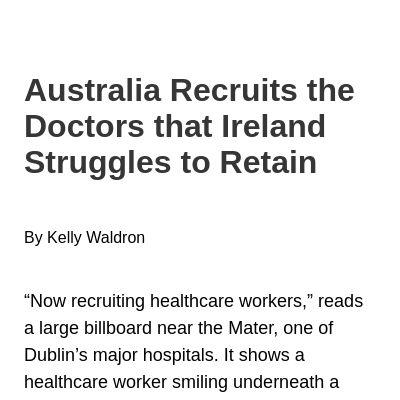 Australia Recruits the
Doctors that Ireland
Struggles to Retain
By Kelly Waldron
“Now recruiting healthcare workers,” reads
a large billboard near the Mater, one of
Dublin’s major hospitals. It shows a
healthcare worker smiling underneath a